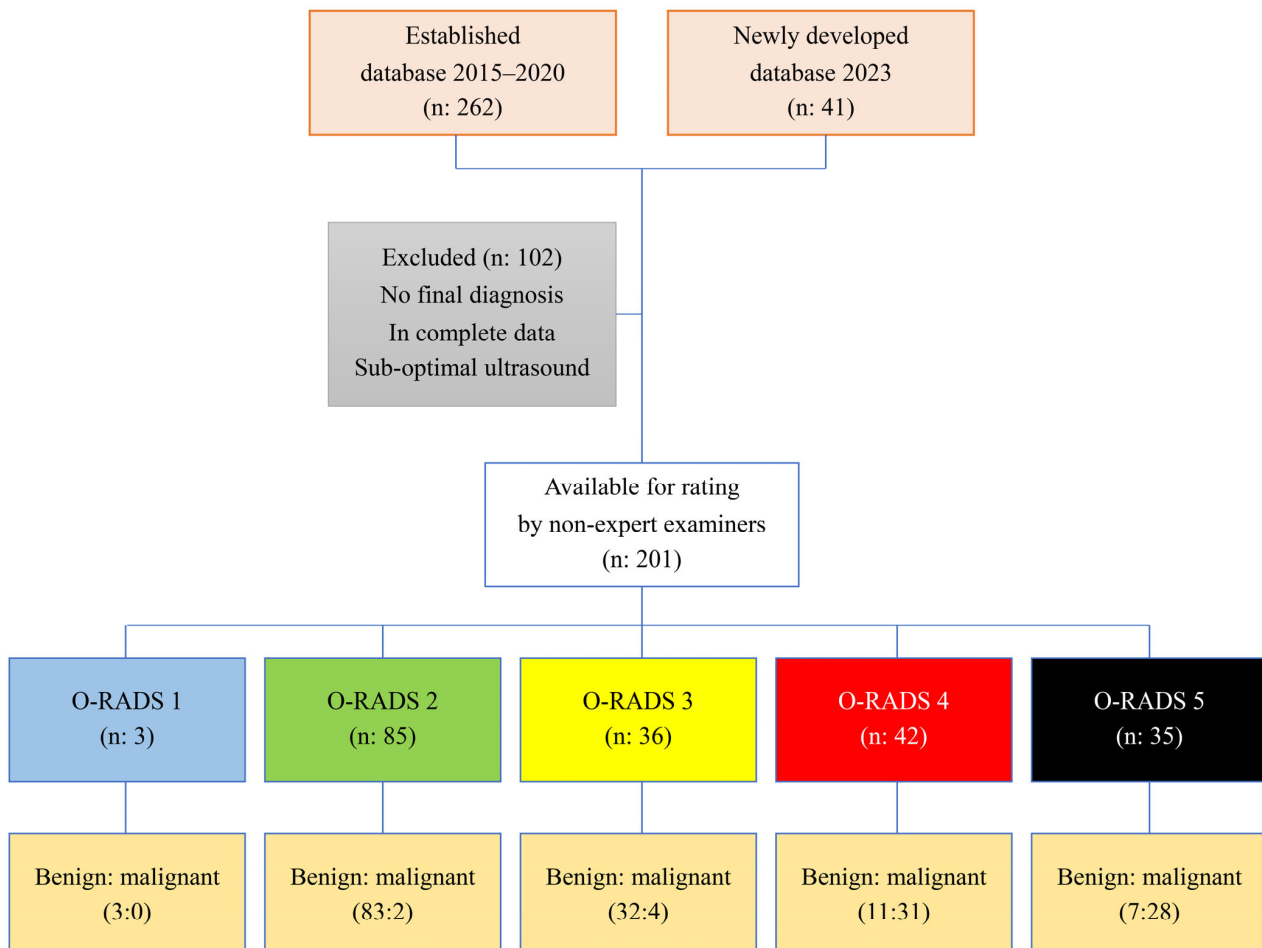 Established
database 2015–2020
(n: 262)
Newly developed
database 2023
(n: 41)
Excluded (n: 102)
No final diagnosis
In complete data
Sub-optimal ultrasound
Available for rating
by non-expert examiners
(n: 201)
O-RADS 1
(n: 3)
O-RADS 2
(n: 85)
O-RADS 3
(n: 36)
O-RADS 4
(n: 42)
O-RADS 5
(n: 35)
Benign: malignant
(3:0)
Benign: malignant
(83:2)
Benign: malignant
(32:4)
Benign: malignant
(11:31)
Benign: malignant
(7:28)